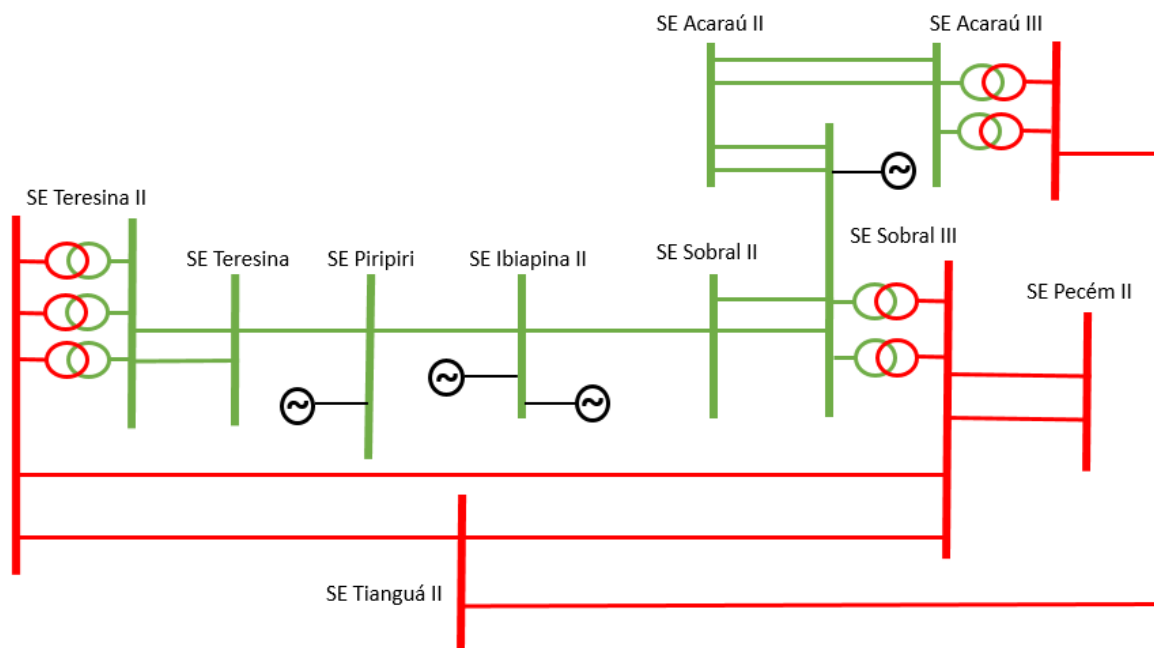 SE Acaraú II
SE Acaraú III
SE Teresina II
SE Teresina
SE Piripiri
SE Ibiapina II
SE Sobral II
SE Sobral III
SE Pecém II
SE Tianguá II